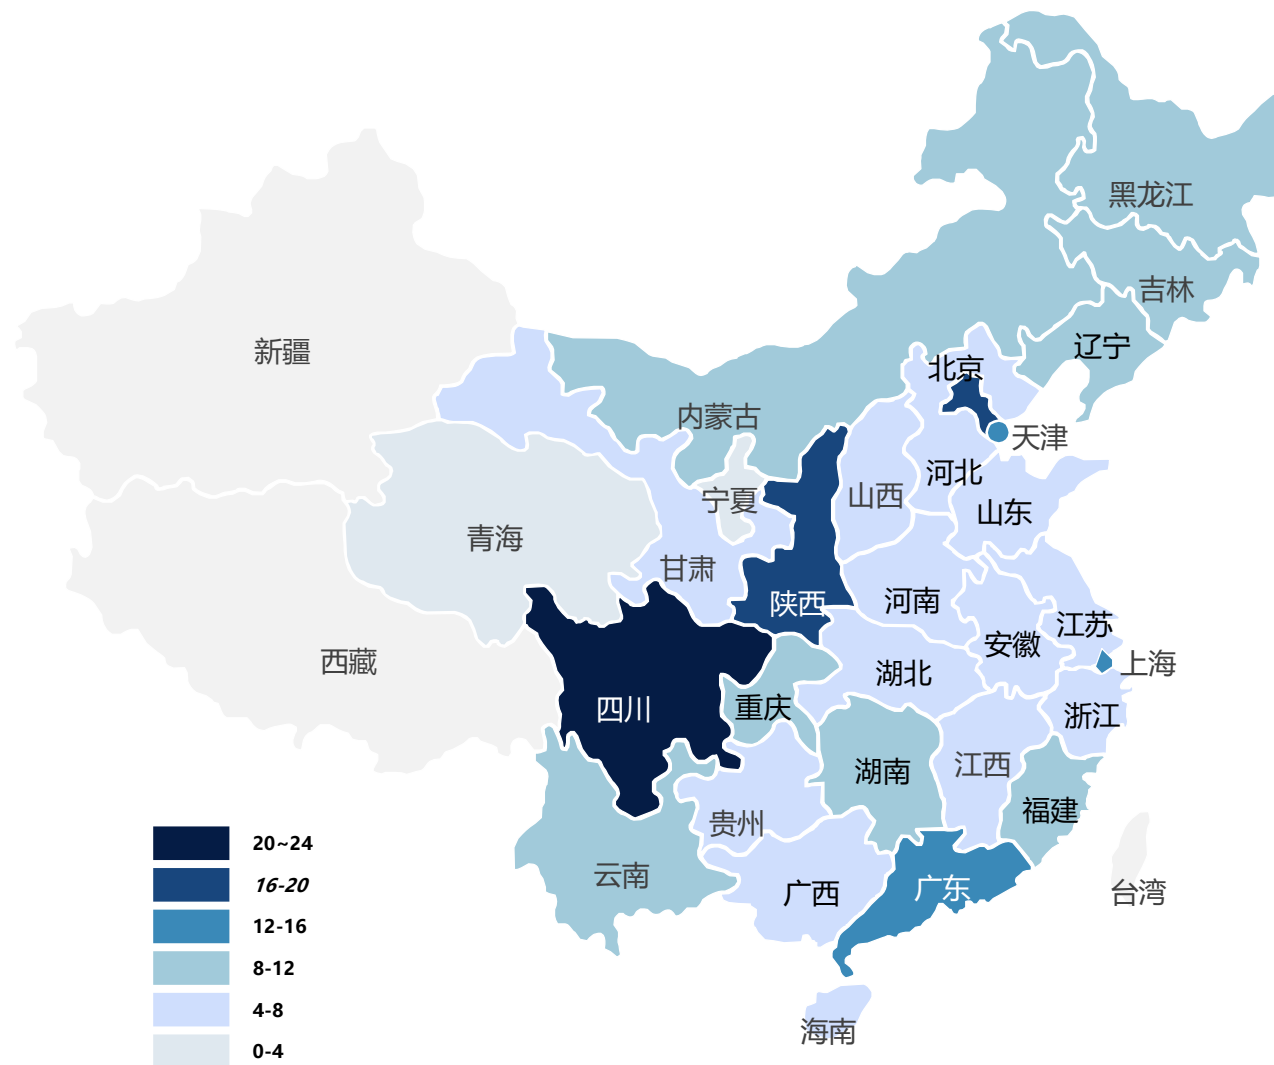 黑龙江
吉林
辽宁
新疆
北京
内蒙古
天津
河北
宁夏
山西
山东
青海
甘肃
陕西
河南
江苏
安徽
西藏
湖北
上海
四川
重庆
浙江
湖南
江西
福建
贵州
云南
广西
广东
台湾
海南
20~24
16-20
12-16
8-12
4-8
0-4